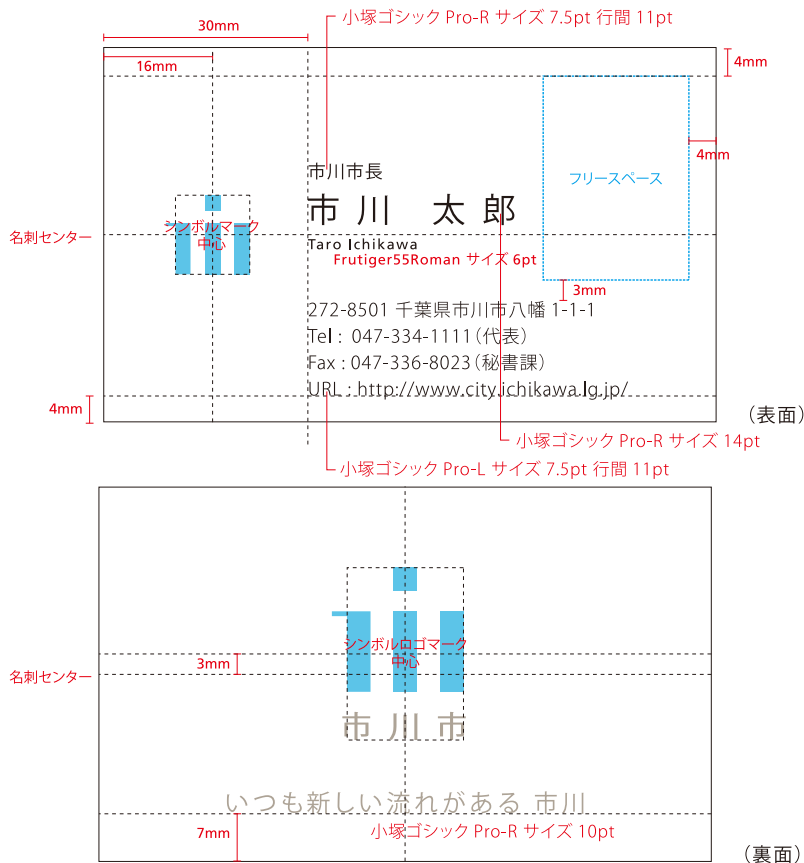 小塚ゴシック Pro-R サイズ 7.5pt 行間 11pt
30mm
16mm
4mm
4mm
フリースペース
市川市長
市川 太郎
シンボルマーク
中心
名刺センター
Taro Ichikawa
Frutiger55Roman サイズ 6pt
3mm
272-8501 千葉県市川市八幡 1-1-1
Tel : 047-334-1111(代表)
Fax : 047-336-8023(秘書課)
URL : http://www.city.ichikawa.lg.jp/
4mm
(表面)
小塚ゴシック Pro-R サイズ 14pt
小塚ゴシック Pro-L サイズ 7.5pt 行間 11pt
シンボルロゴマーク
中心
3mm
名刺センター
市川市
いつも新しい流れがある 市川
7mm
小塚ゴシック Pro-R サイズ 10pt
(裏面)